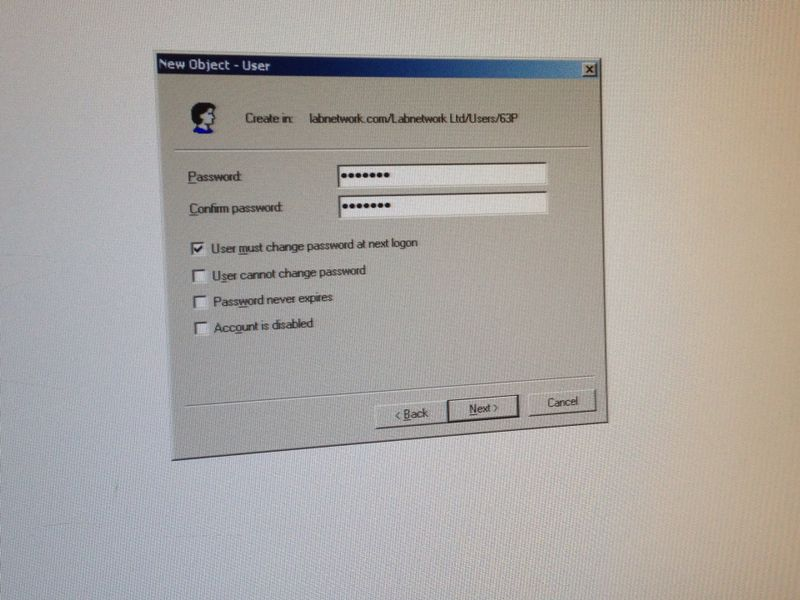 New Object - User
Create in: labnetwork.com/Labnetwork Ltd/Users/63P
Password:
Confirm password:
User must change password at next logon
User cannot change password
Password never expires
Account is disabled
< Back Next > Cancel